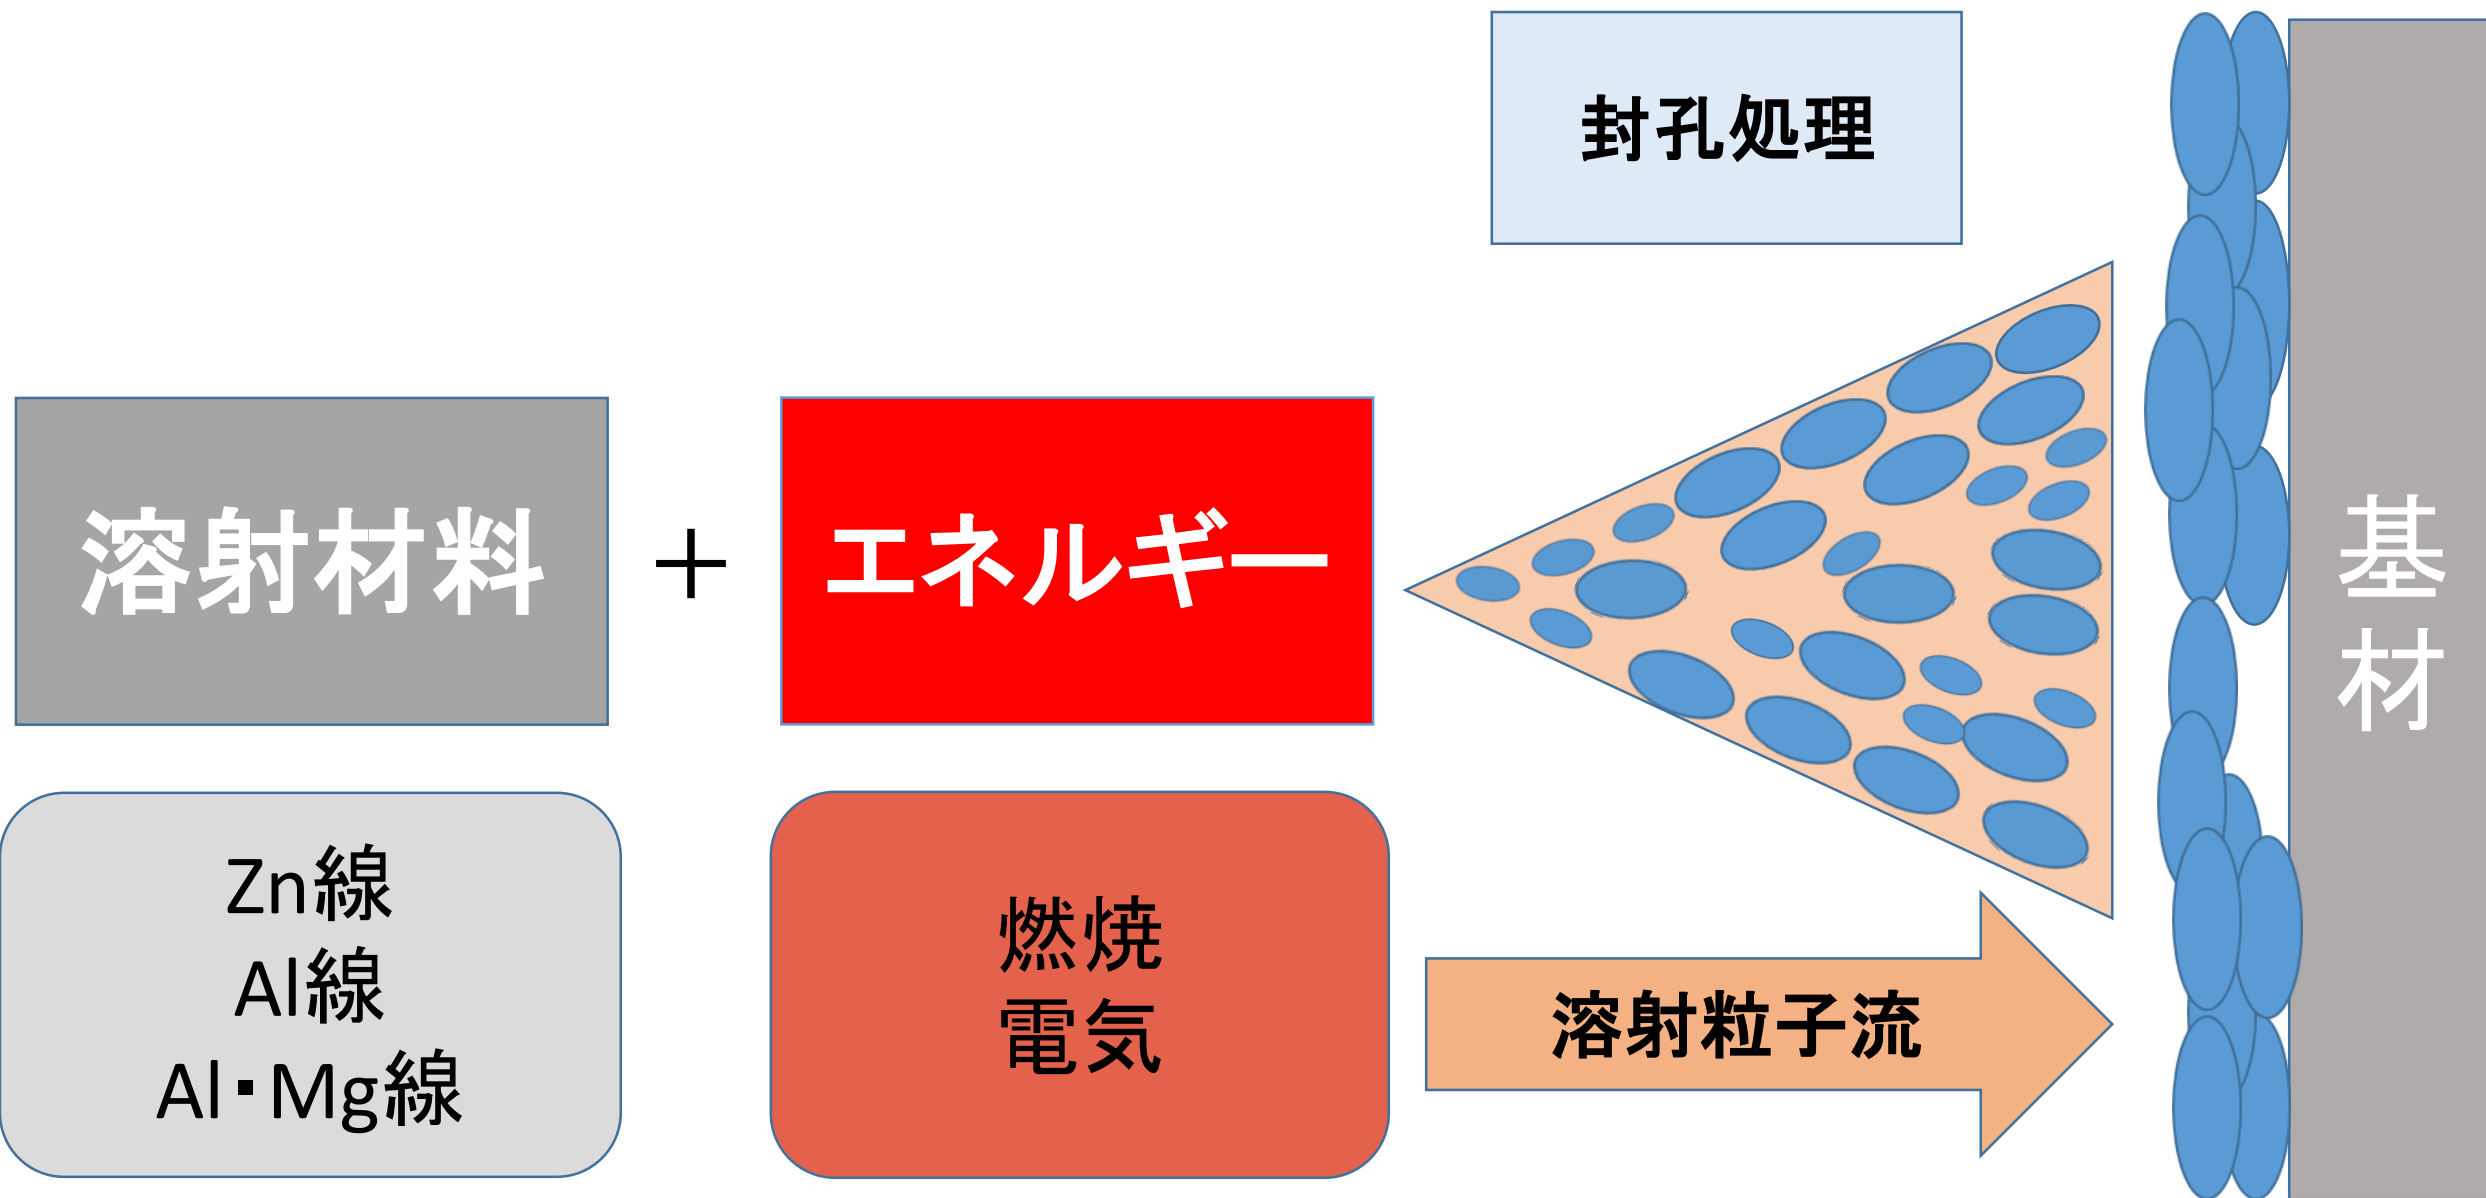 封孔処理
溶射材料
+
エネルギー
基材
Zn線
Al線
Al・Mg線
燃焼
電気
溶射粒子流